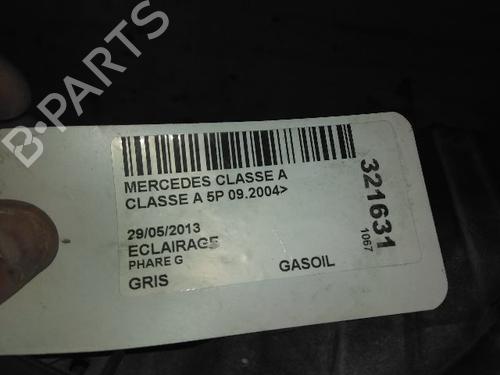 MERCEDES CLASSE A
CLASSE A 5P 09.2004>
29/05/2013
ECLAIRAGE
PHARE G
GRIS
GASOIL
321631
1067
B-PARTS